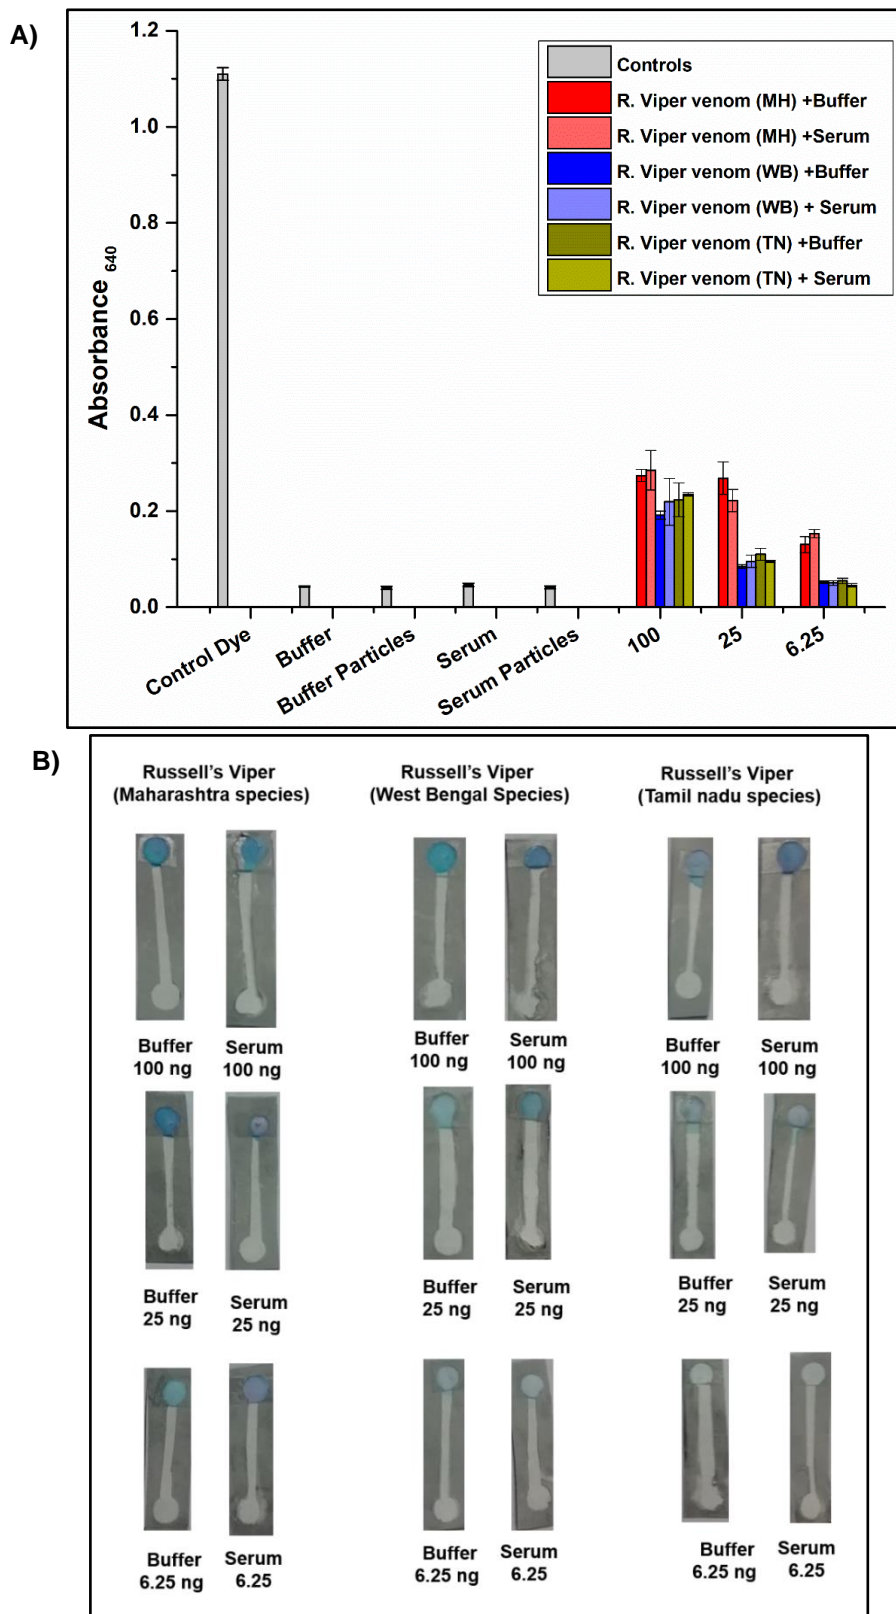 A)
1.2
1.0
0.8
0.6
0.4
0.2
0.0
Absorbance 640
Controls
R. Viper venom (MH) +Buffer
R. Viper venom (MH) +Serum
R. Viper venom (WB) +Buffer
R. Viper venom (WB) + Serum
R. Viper venom (TN) +Buffer
R. Viper venom (TN) + Serum
Control Dye
Buffer
Buffer Particles
Serum
Serum Particles
100
25
6.25
B)
Russell's Viper
(Maharashtra species)
Russell's Viper
(West Bengal Species)
Russell's Viper
(Tamil nadu species)
Buffer
100 ng
Serum
100 ng
Buffer
100 ng
Serum
100 ng
Buffer
100 ng
Serum
100 ng
Buffer
25 ng
Serum
25 ng
Buffer
25 ng
Serum
25 ng
Buffer
25 ng
Serum
25 ng
Buffer
6.25 ng
Serum
6.25
Buffer
6.25 ng
Serum
6.25
Buffer
6.25 ng
Serum
6.25